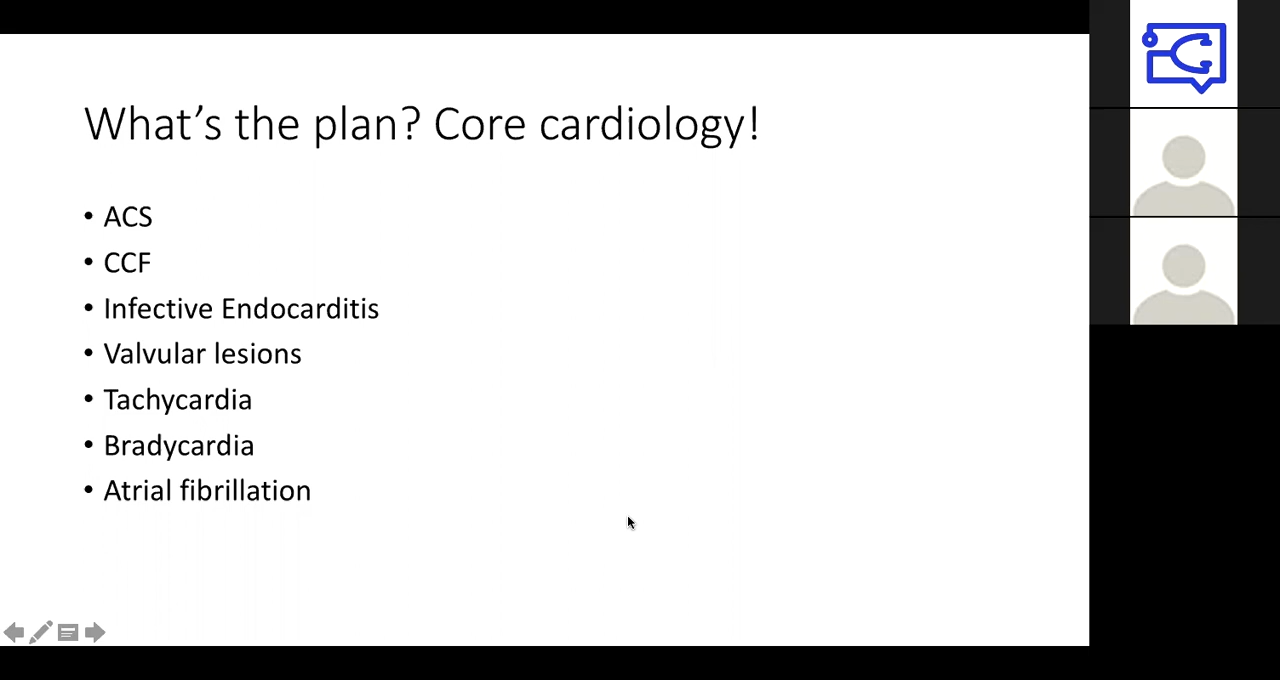 What’s the plan? Core cardiology!
• ACS
• CCF
• Infective Endocarditis
• Valvular lesions
• Tachycardia
• Bradycardia
• Atrial fibrillation